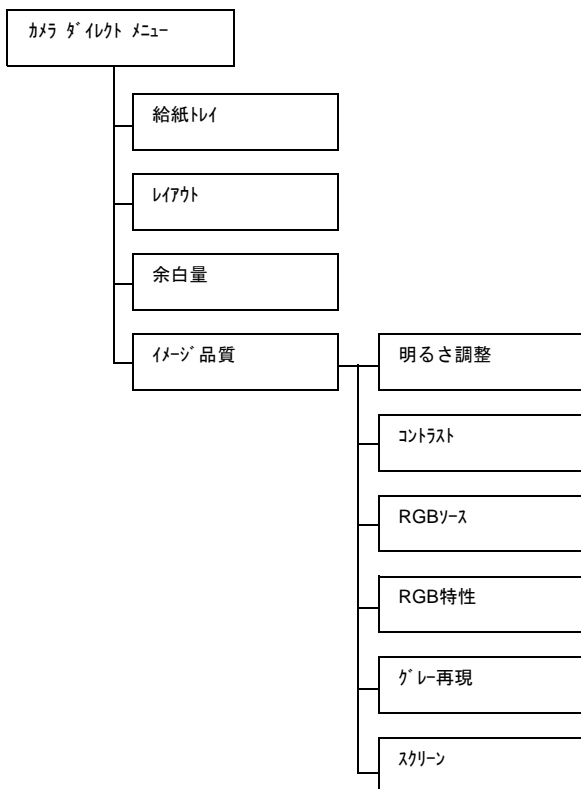 ｶﾒﾗ ﾀﾞｲﾚｸﾄ ﾒﾆｭｰ
給紙ﾄﾚｲ
ﾚｲｱｳﾄ
余白量
ｲﾒｰｼﾞ品質
明るさ調整
ｺﾝﾄﾗｽﾄ
RGBｿｰｽ
RGB特性
ｸﾞﾚｰ再現
ｽｸﾘｰﾝ